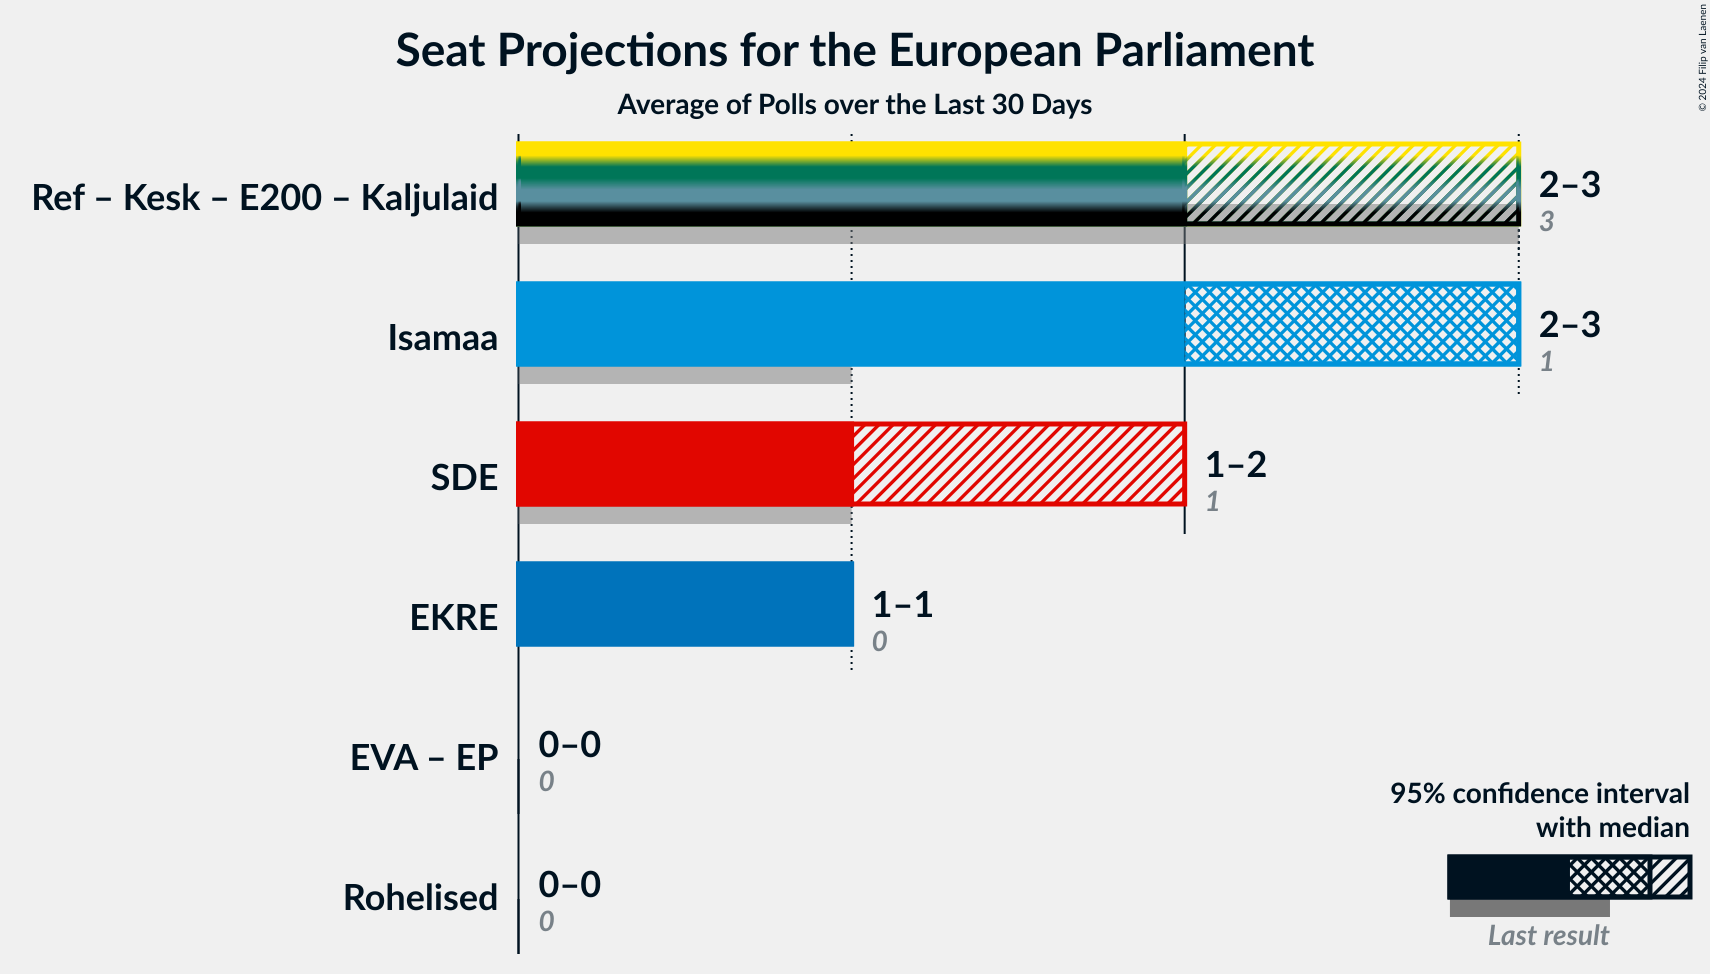 Seat Projections for the European Parliament
Average of Polls over the Last 30 Days
© 2024 Filip van Laenen
Ref – Kesk – E200 – Kaljulaid
2–3
3
Isamaa
2–3
1
SDE
1–2
1
EKRE
1–1
0
EVA – EP
0–0
0
Rohelised
0–0
0
95% confidence interval
with median
Last result